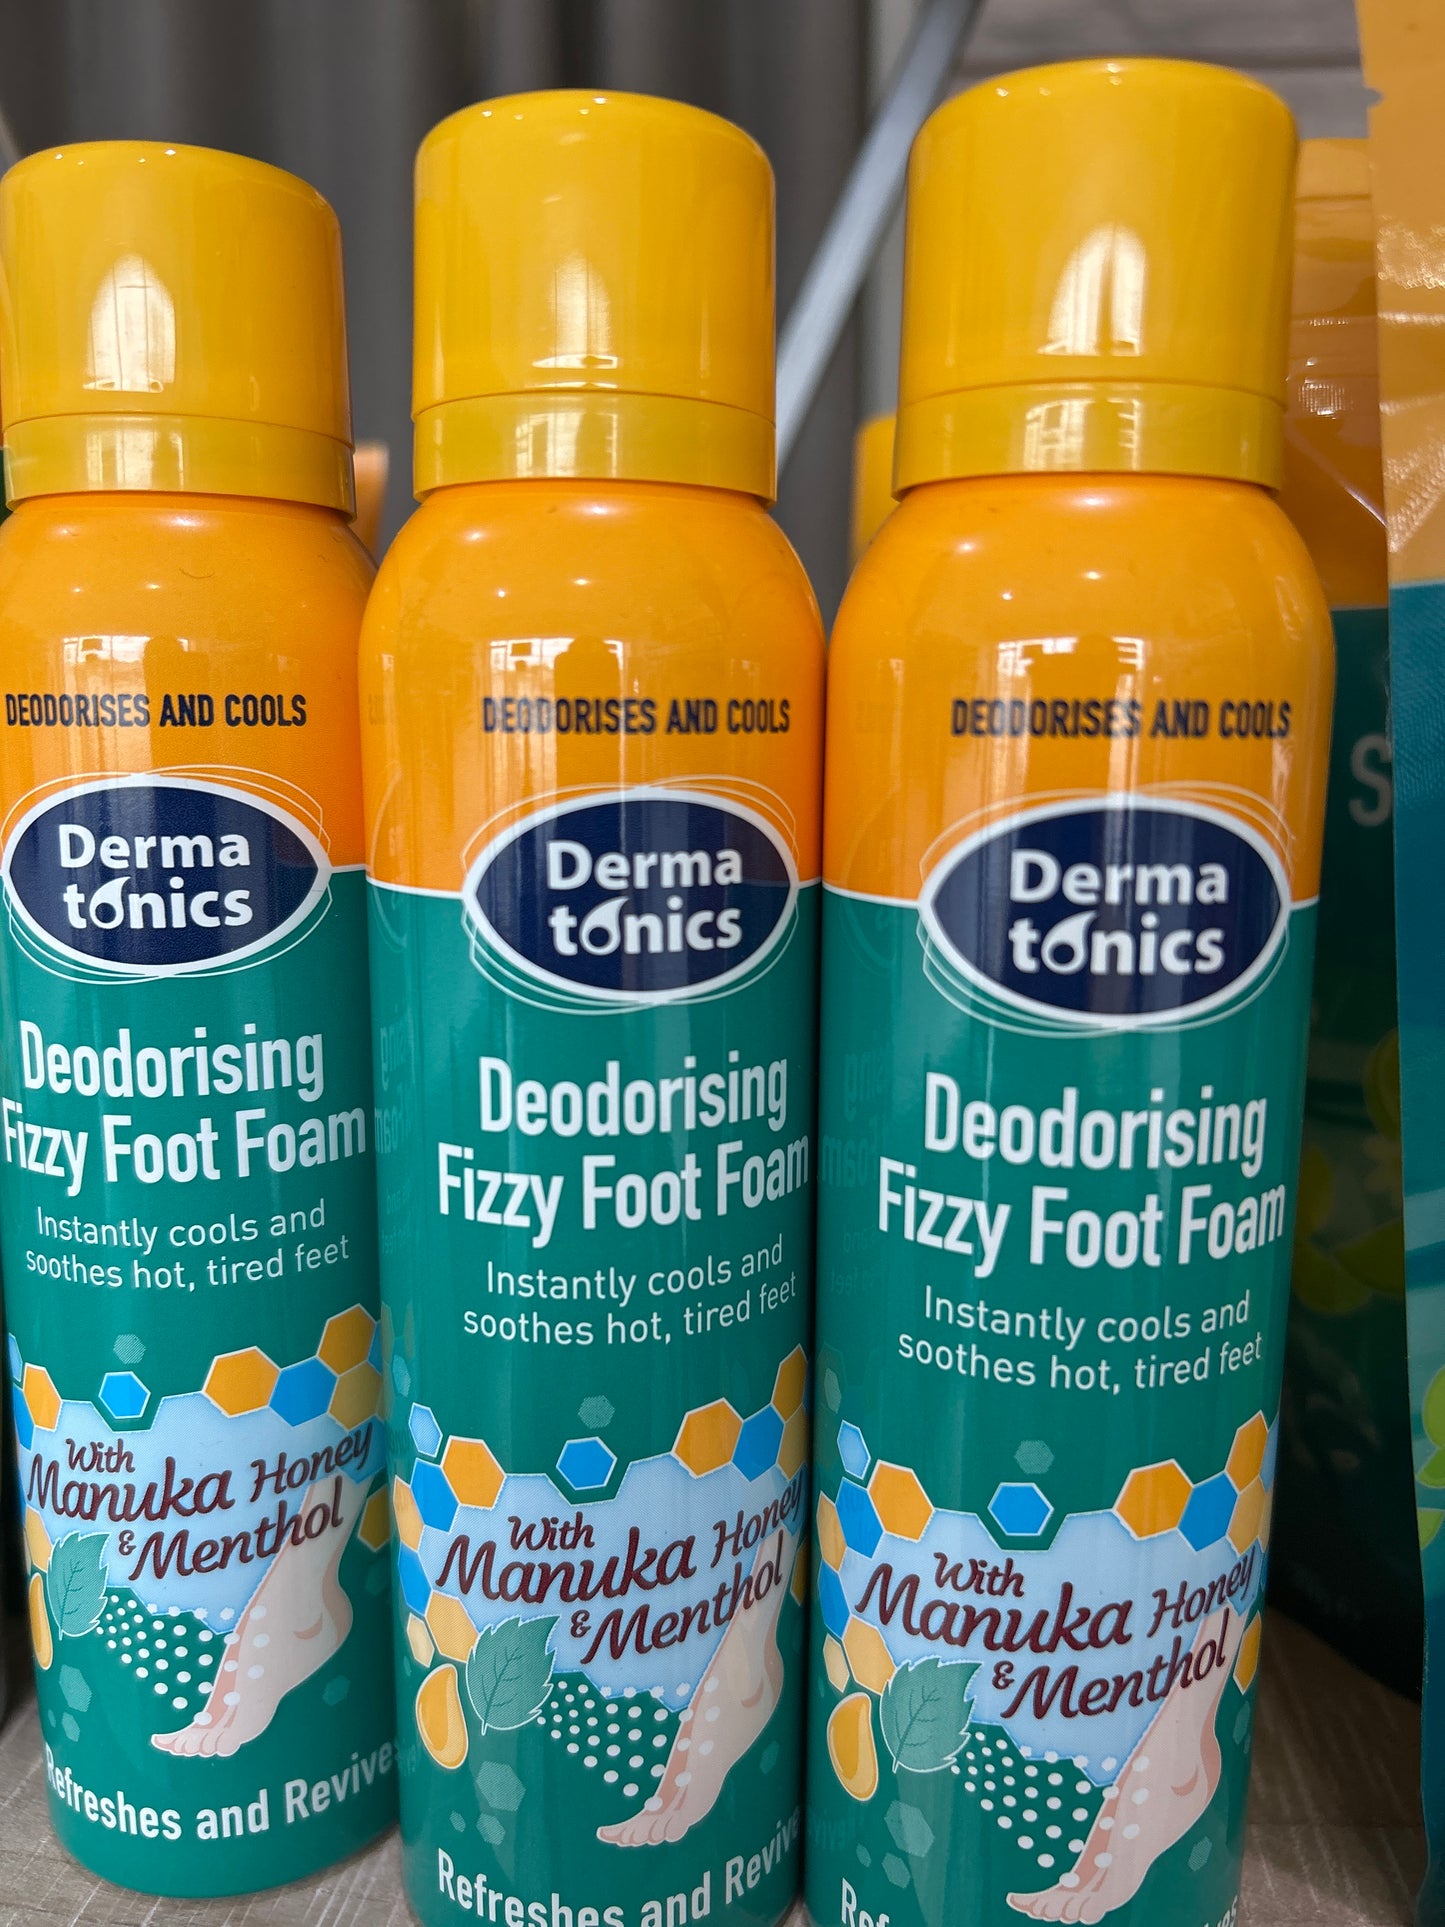 DEODORISES AND COOLS
Derma
tonics
Deodorising
Fizzy Foot Foam
Instantly cools and
soothes hot, tired feet
With
Manuka Honey
& Menthol
Refreshes and Revive
DEODORISES AND COOLS
Derma
tonics
Deodorising
Fizzy Foot Foam
Instantly cools and
soothes hot, tired feet
With
Manuka Honey
& Menthol
Refreshes and Revive
DEODORISES AND COOLS
Derma
tonics
Deodorising
Fizzy Foot Foam
Instantly cools and
soothes hot, tired feet
With
Manuka Honey
& Menthol
S